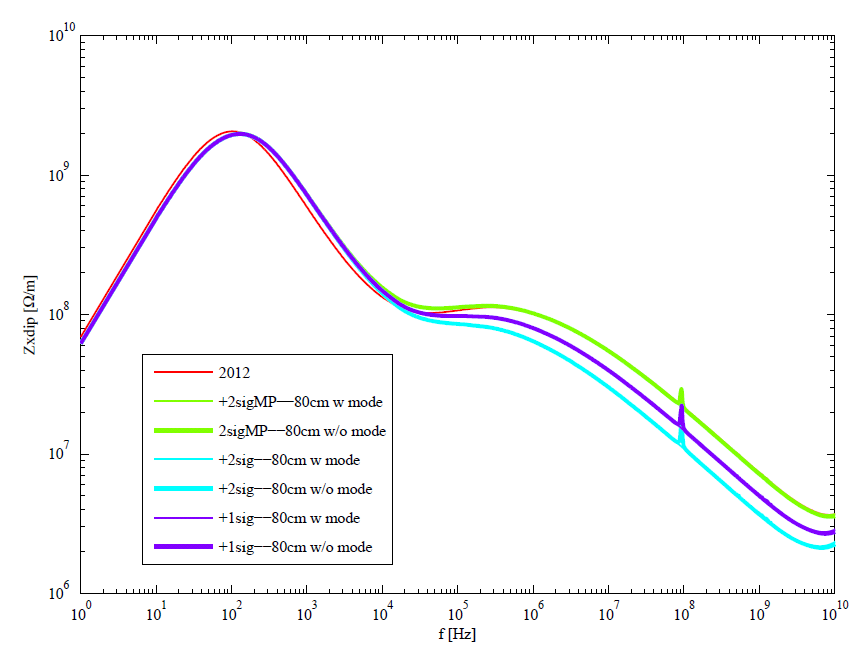 10^10
10^9
10^8
10^7
10^6
Zxdip [Ω/m]
2012
+2sigMP—80cm w mode
2sigMP—80cm w/o mode
+2sig—80cm w mode
+2sig—80cm w/o mode
+1sig—80cm w mode
+1sig—80cm w/o mode
10^0 10^1 10^2 10^3 10^4 10^5 10^6 10^7 10^8 10^9 10^10
f [Hz]